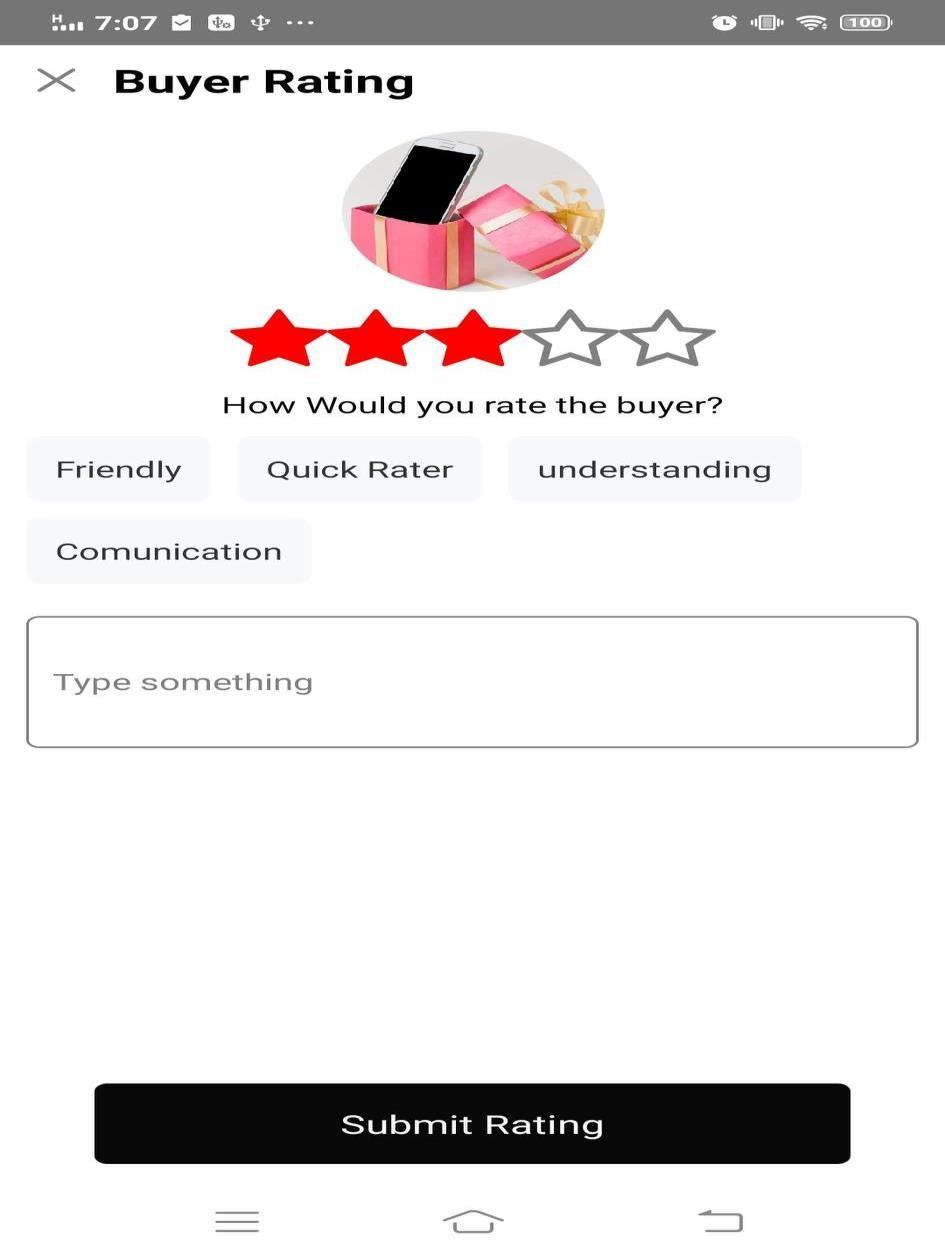 H 7:07 100
Buyer Rating
How Would you rate the buyer?
Friendly Quick Rater understanding
Comunication
Type something
Submit Rating